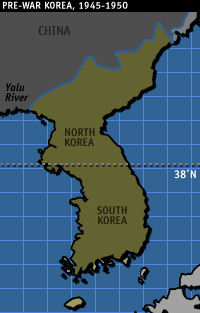 PRE-WAR KOREA, 1945-1950
CHINA
Yalu
River
NORTH
KOREA
38°N
SOUTH
KOREA